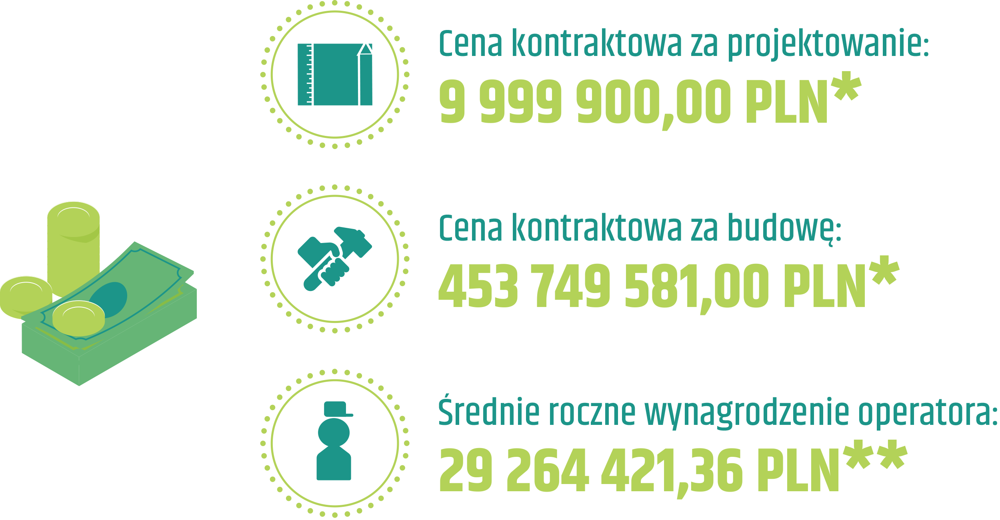 Cena kontraktowa za projektowanie:
9 999 900,00 PLN*
Cena kontraktowa za budowę:
453 749 581,00 PLN*
Średnie roczne wynagrodzenie operatora:
29 264 421,36 PLN**